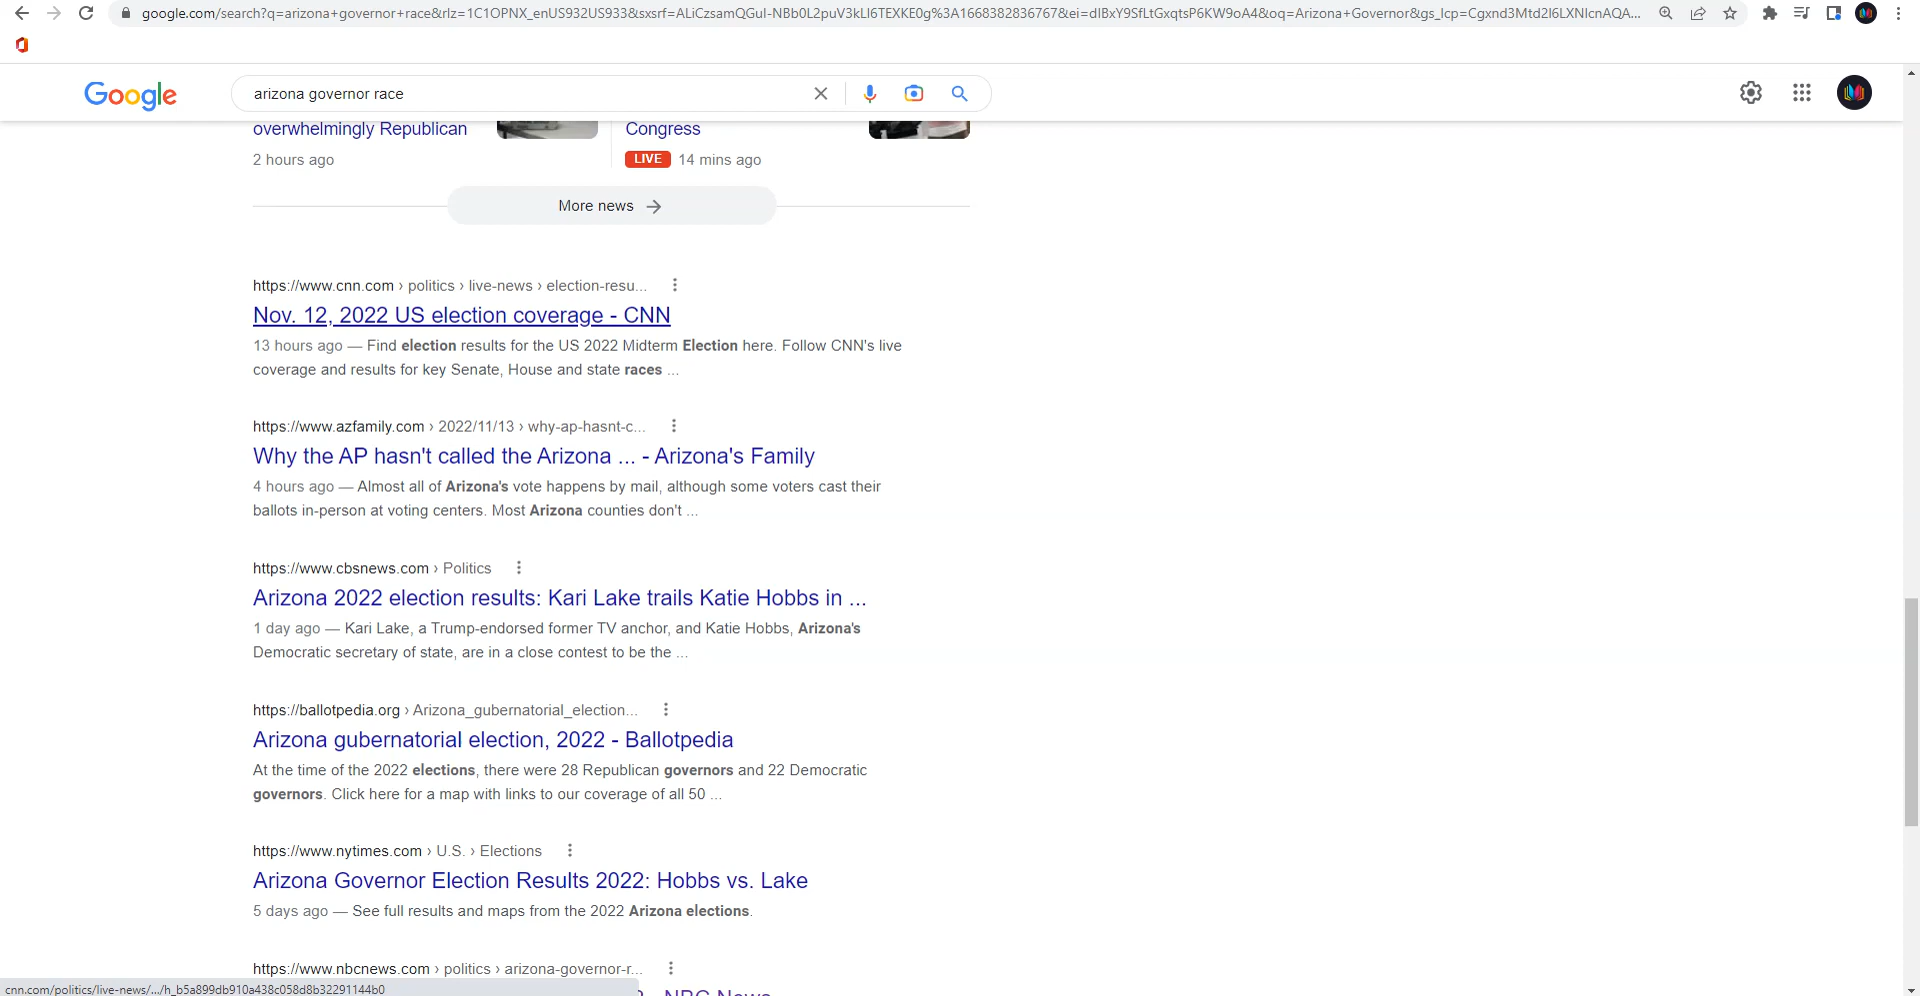 google.com/search?q=arizona+governor+race&rlz=1C1OPNX_enUS932US933&sxsrf=ALiCzsamQGuI-NBb0L2puV3kLI6TEXKE0g%3A1668382836767&ei=dIBxY9SfLtGxqtsP6KW9oA4&oq=Arizona+Governor&gs_lcp=Cgxnd3Mtd2l6LXNlcnAQA...
Google
arizona governor race
overwhelmingly Republican
2 hours ago
Congress
LIVE 14 mins ago
More news
https://www.cnn.com › politics › live-news › election-resu...
Nov. 12, 2022 US election coverage - CNN
13 hours ago — Find election results for the US 2022 Midterm Election here. Follow CNN's live
coverage and results for key Senate, House and state races ...
https://www.azfamily.com › 2022/11/13 › why-ap-hasnt-c...
Why the AP hasn't called the Arizona ... - Arizona's Family
4 hours ago — Almost all of Arizona's vote happens by mail, although some voters cast their
ballots in-person at voting centers. Most Arizona counties don't ...
https://www.cbsnews.com › Politics
Arizona 2022 election results: Kari Lake trails Katie Hobbs in ...
1 day ago — Kari Lake, a Trump-endorsed former TV anchor, and Katie Hobbs, Arizona's
Democratic secretary of state, are in a close contest to be the ...
https://ballotpedia.org › Arizona_gubernatorial_election...
Arizona gubernatorial election, 2022 - Ballotpedia
At the time of the 2022 elections, there were 28 Republican governors and 22 Democratic
governors. Click here for a map with links to our coverage of all 50 ...
https://www.nytimes.com › U.S. › Elections
Arizona Governor Election Results 2022: Hobbs vs. Lake
5 days ago — See full results and maps from the 2022 Arizona elections.
https://www.nbcnews.com › politics › arizona-governor-r...
- NBC News
cnn.com/politics/live-news/.../h_b5a899db910a438c058d8b32291144b0